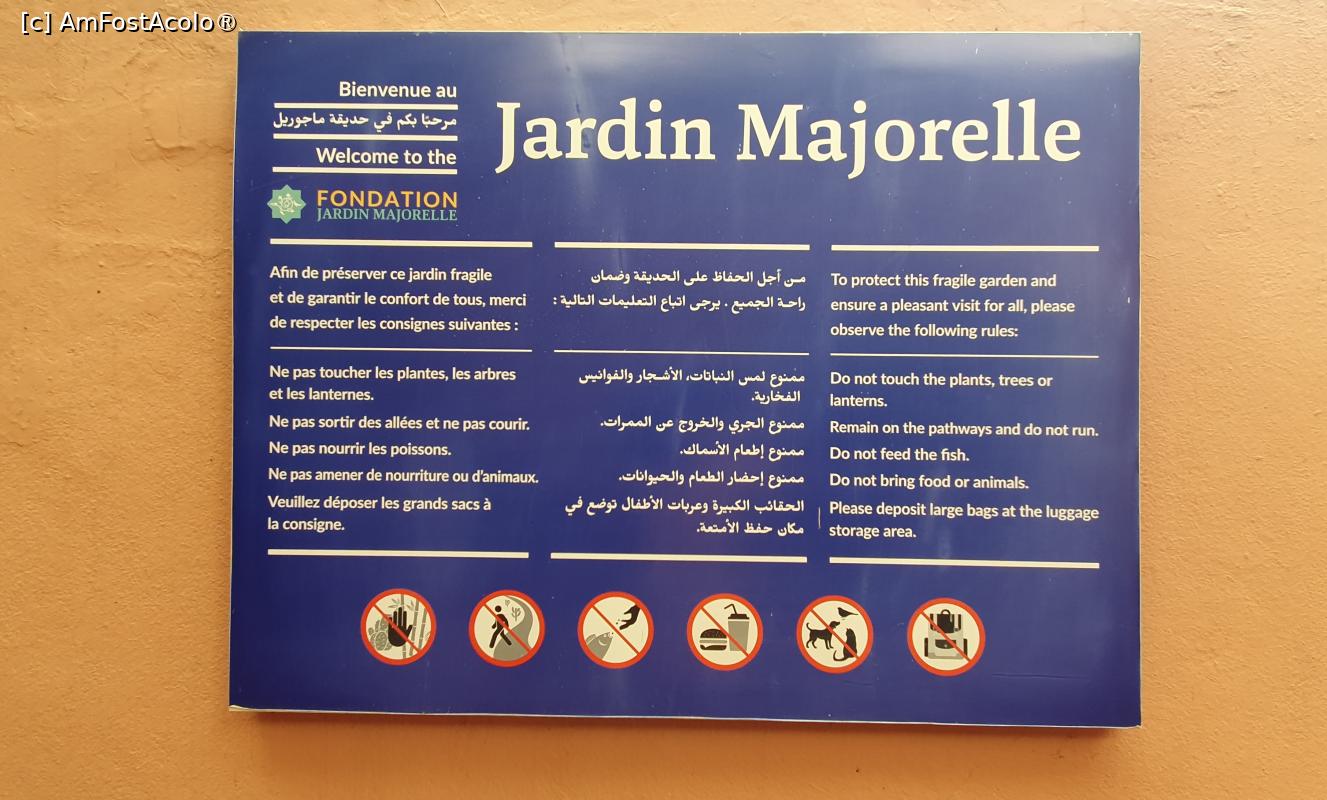 [c] AmFostAcolo®
Bienvenue au
مرحبًا بكم في حديقة ماجوريل
Welcome to the
Jardin Majorelle
FONDATION
JARDIN MAJORELLE
Afin de préserver ce jardin fragile
et de garantir le confort de tous, merci
de respecter les consignes suivantes :
Ne pas toucher les plantes, les arbres
et les lanternes.
Ne pas sortir des allées et ne pas courir.
Ne pas nourrir les poissons.
Ne pas amener de nourriture ou d'animaux.
Veuillez déposer les grands sacs à
la consigne.
مـن أجل الحفاظ على الحديقة وضمان
راحـة الجميع . يرجى اتباع التعليمات التالية :
ممنوع لمس النباتات، الأشـجار والفوانيس
الفخارية.
ممنوع الجري والخروج عن الممرات.
ممنوع إطعام الأسماك.
ممنوع إحضار الطعام والحيوانات.
الحقائب الكبيرة وعربات الأطفال توضع في
مكان حفظ الأمتعة.
To protect this fragile garden and
ensure a pleasant visit for all, please
observe the following rules:
Do not touch the plants, trees or
lanterns.
Remain on the pathways and do not run.
Do not feed the fish.
Do not bring food or animals.
Please deposit large bags at the luggage
storage area.